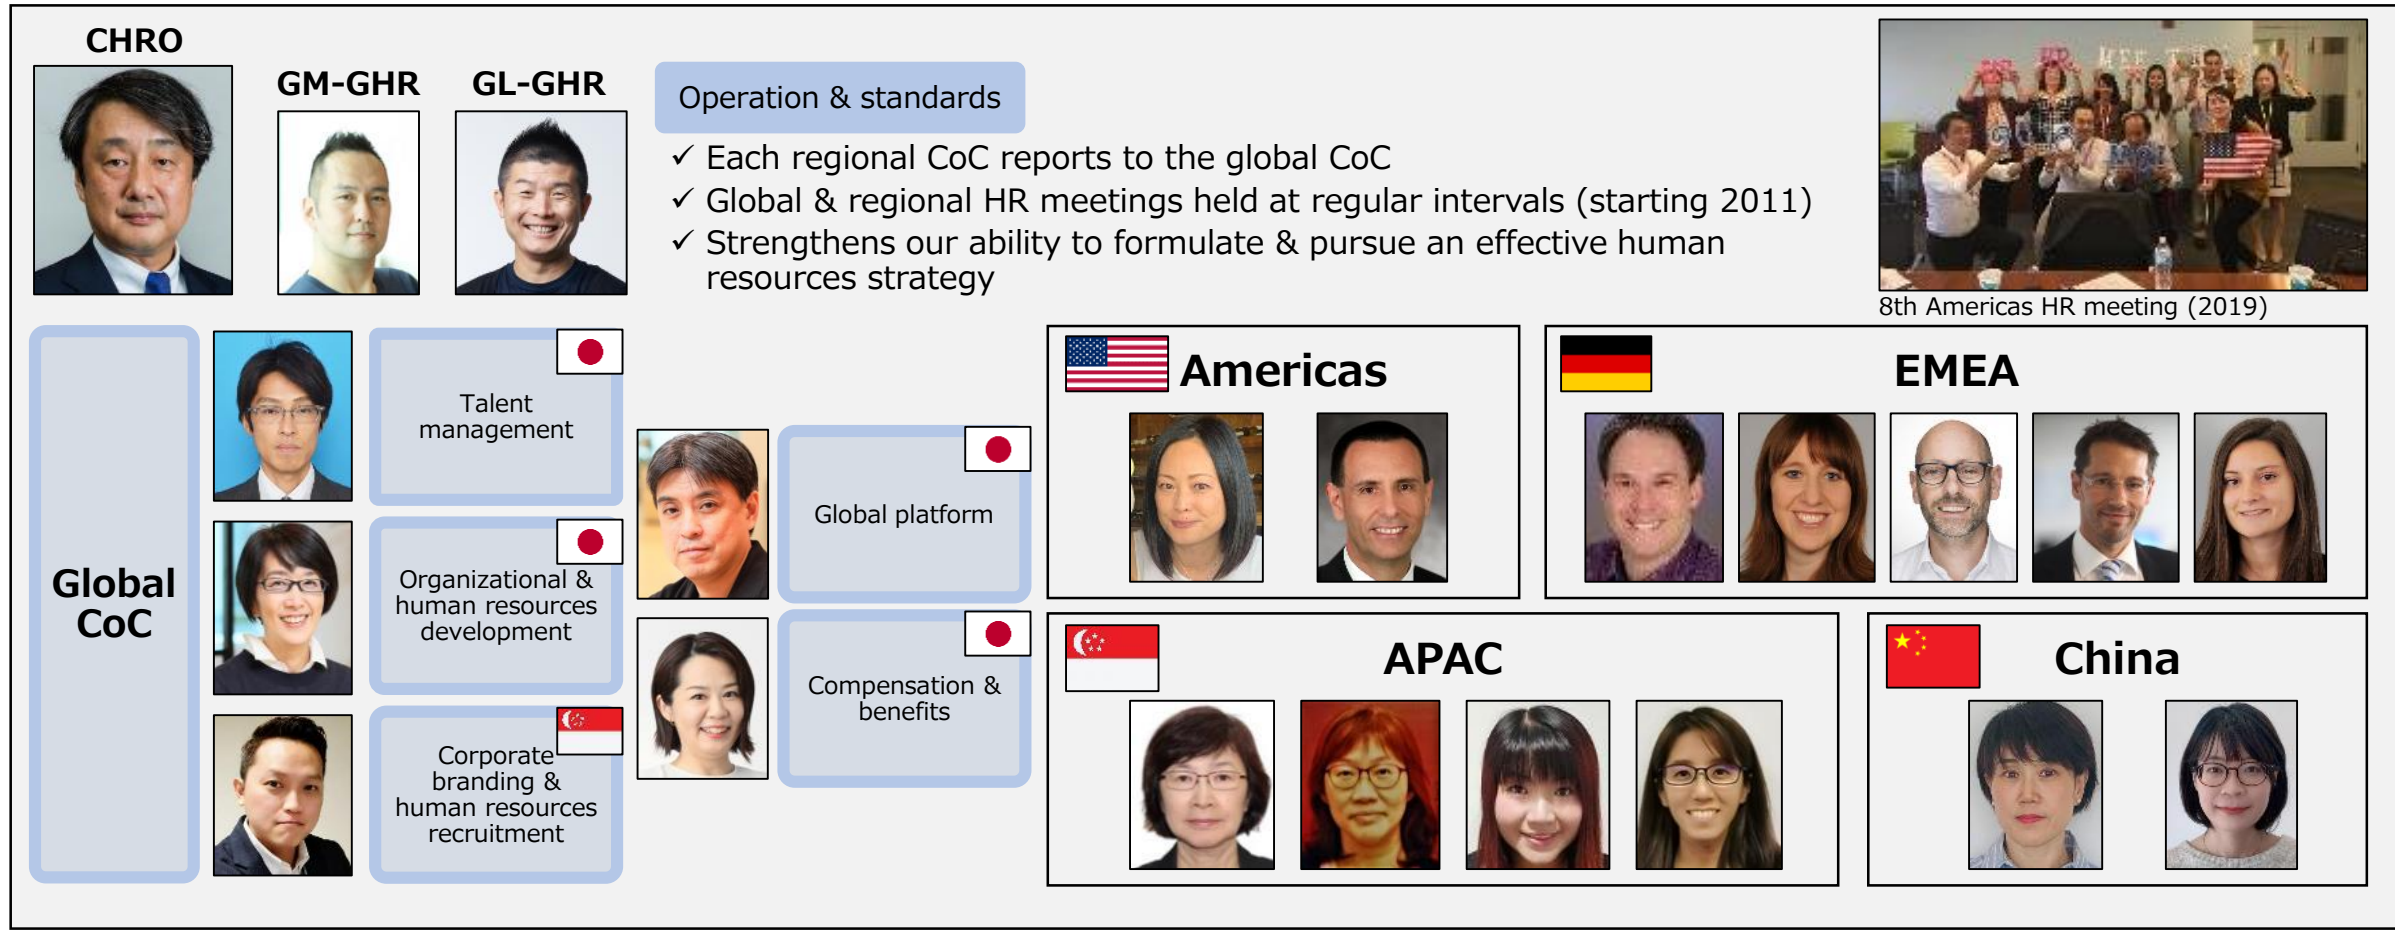 CHRO
GM-GHR
GL-GHR
Operation & standards
✓ Each regional CoC reports to the global CoC
✓ Global & regional HR meetings held at regular intervals (starting 2011)
✓ Strengthens our ability to formulate & pursue an effective human
resources strategy
8th Americas HR meeting (2019)
Global
CoC
Talent
management
Organizational &
human resources
development
Corporate
branding &
human resources
recruitment
Global platform
Compensation &
benefits
Americas
EMEA
APAC
China